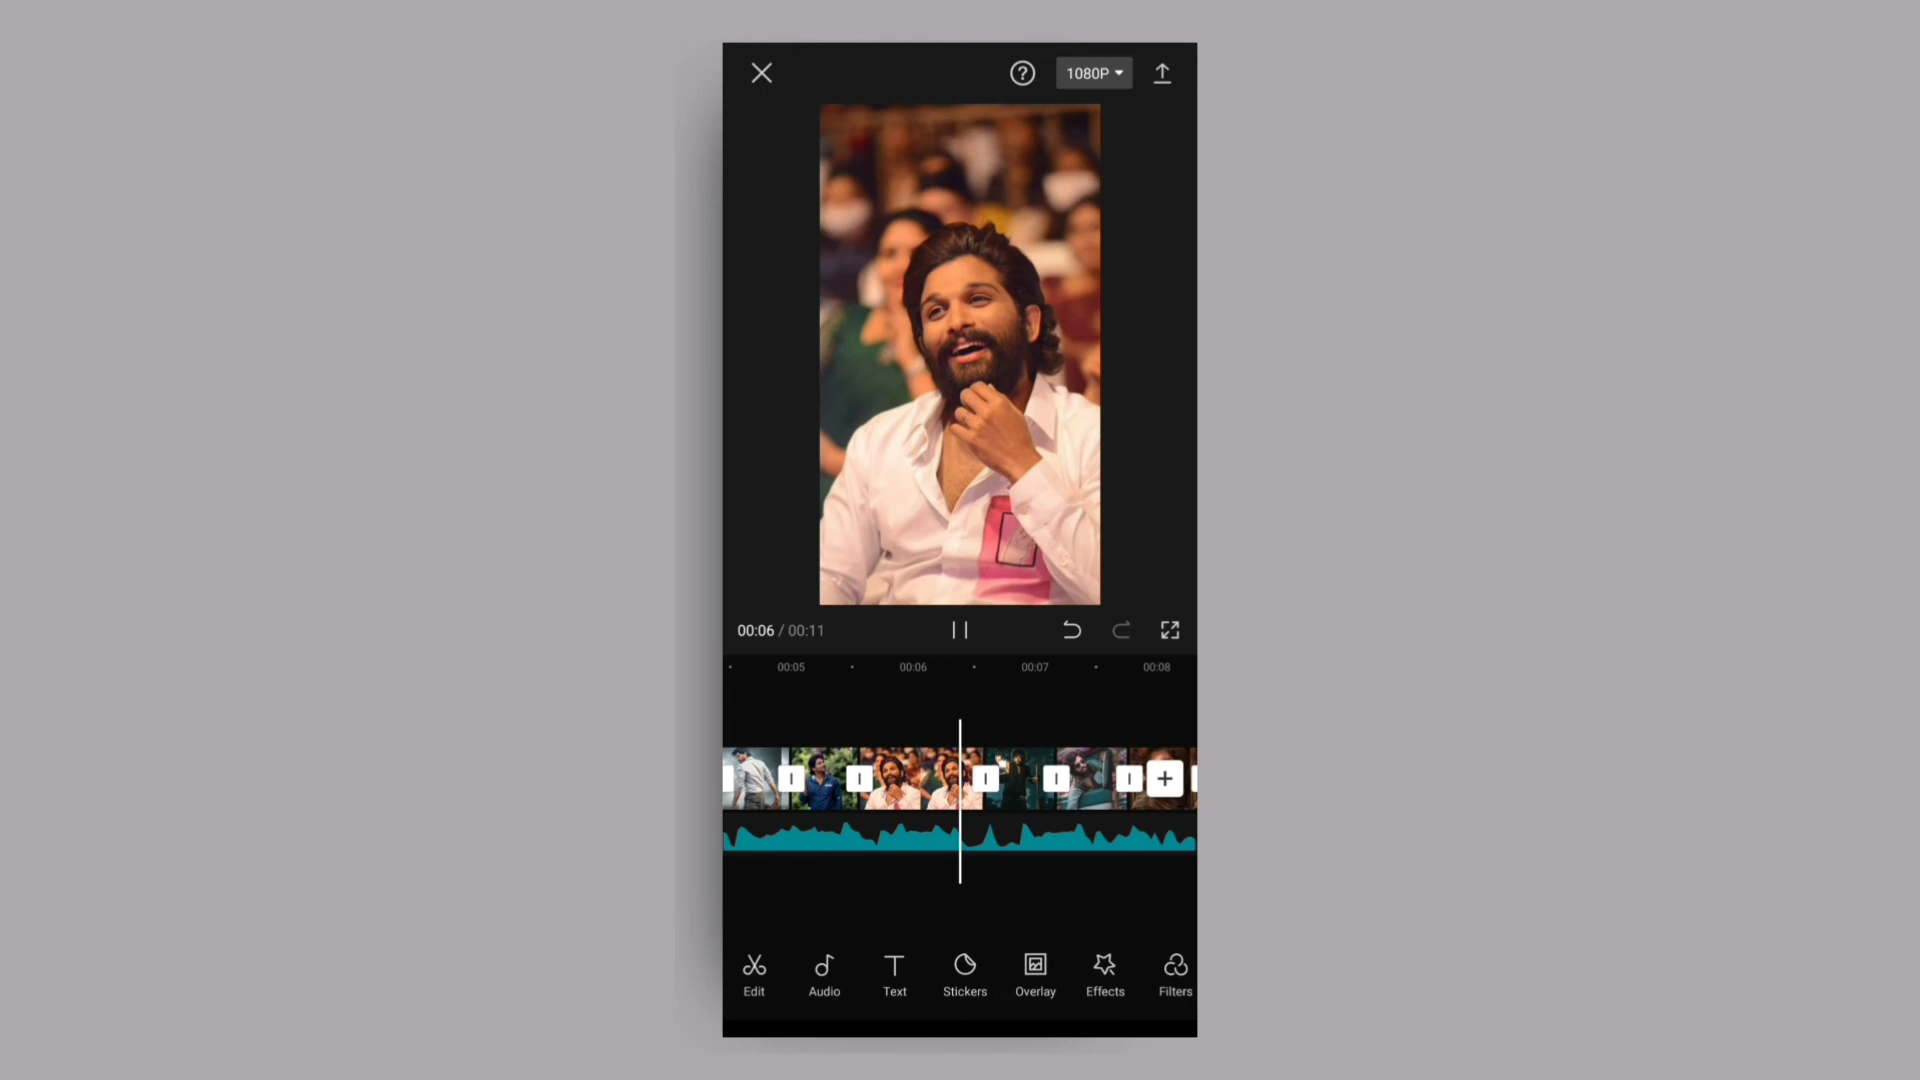 1080P
00:06 / 00:11
00:05 00:06 00:07 00:08
Edit Audio Text Stickers Overlay Effects Filters